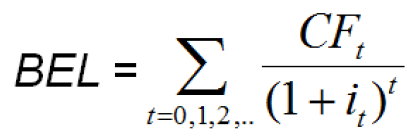 BEL = ∑_{t=0,1,2,..} CF_t / (1 + i_t)^t